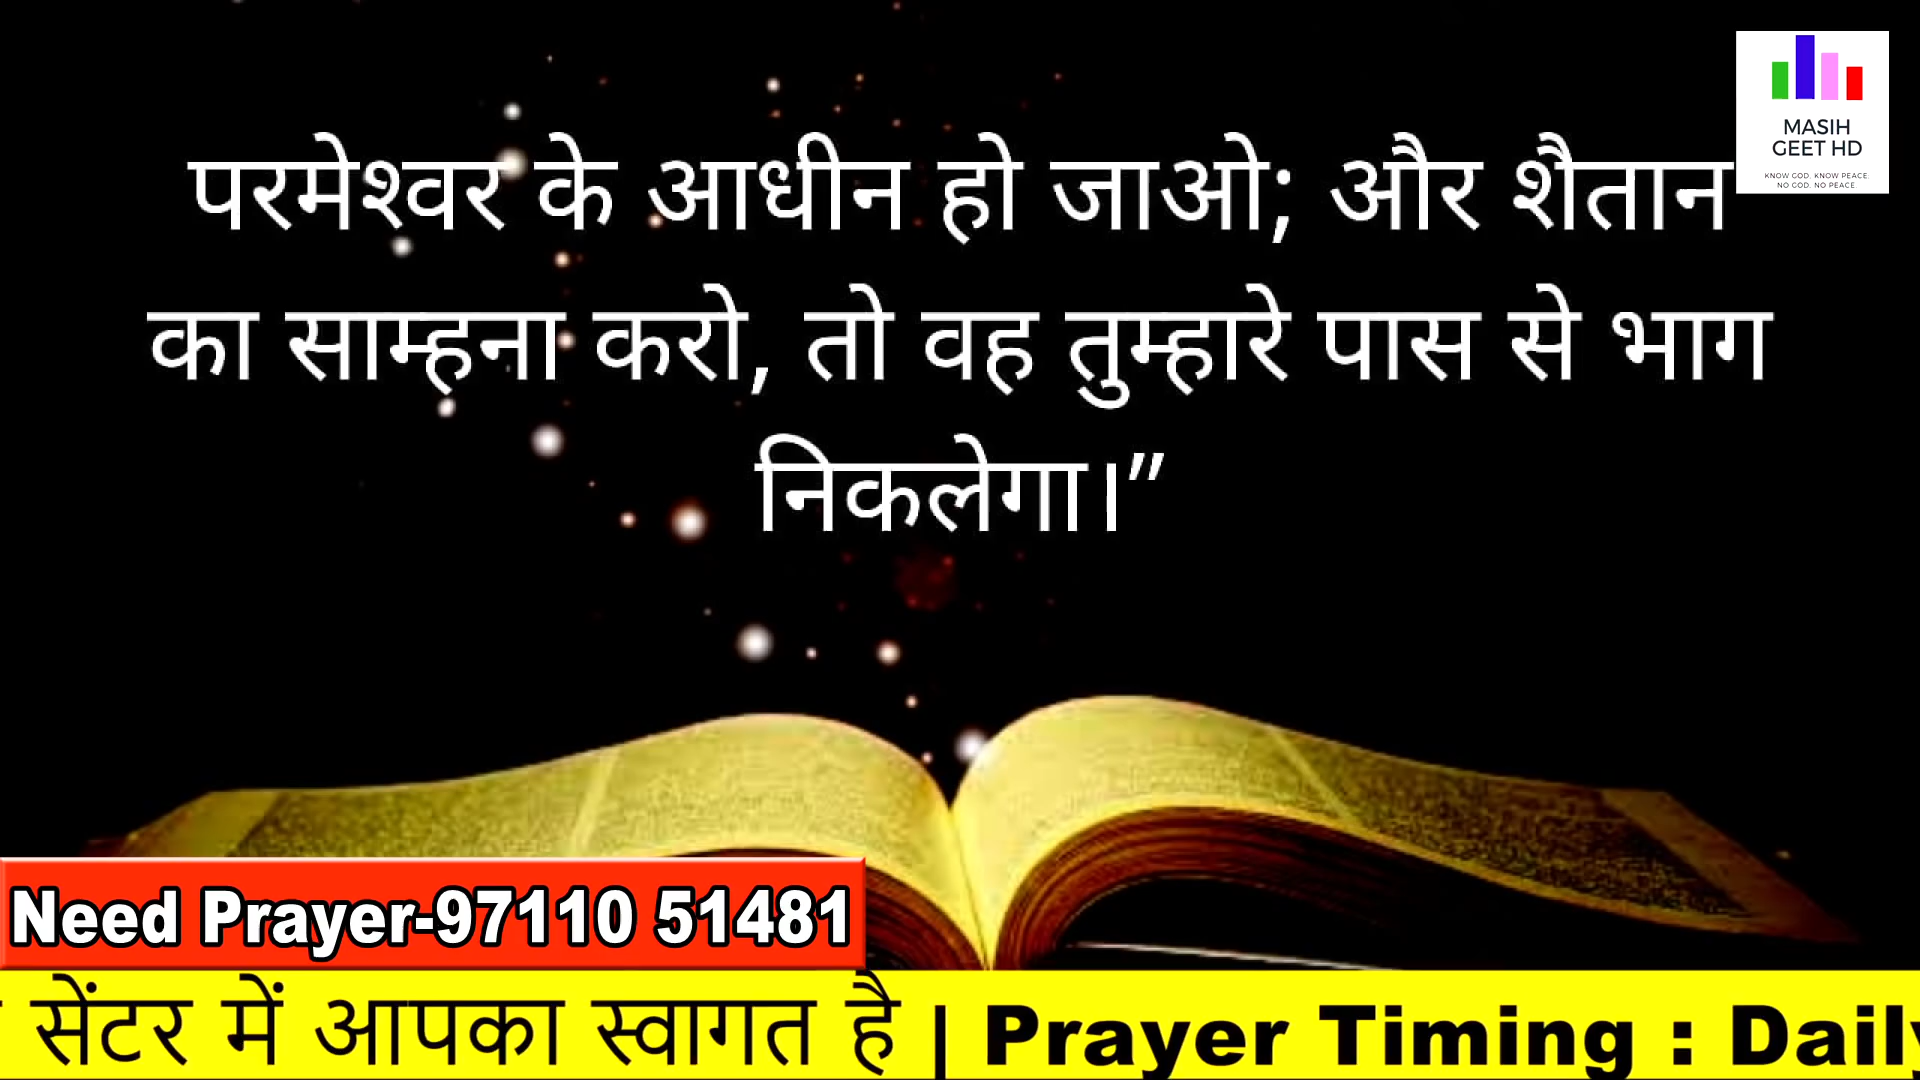 परमेश्वर के आधीन हो जाओ; और शैतान
का साम्हना करो, तो वह तुम्हारे पास से भाग
निकलेगा।”
MASIH
GEET HD
KNOW GOD. KNOW PEACE.
NO GOD. NO PEACE.
Need Prayer-97110 51481
सेंटर में आपका स्वागत है | Prayer Timing : Daily